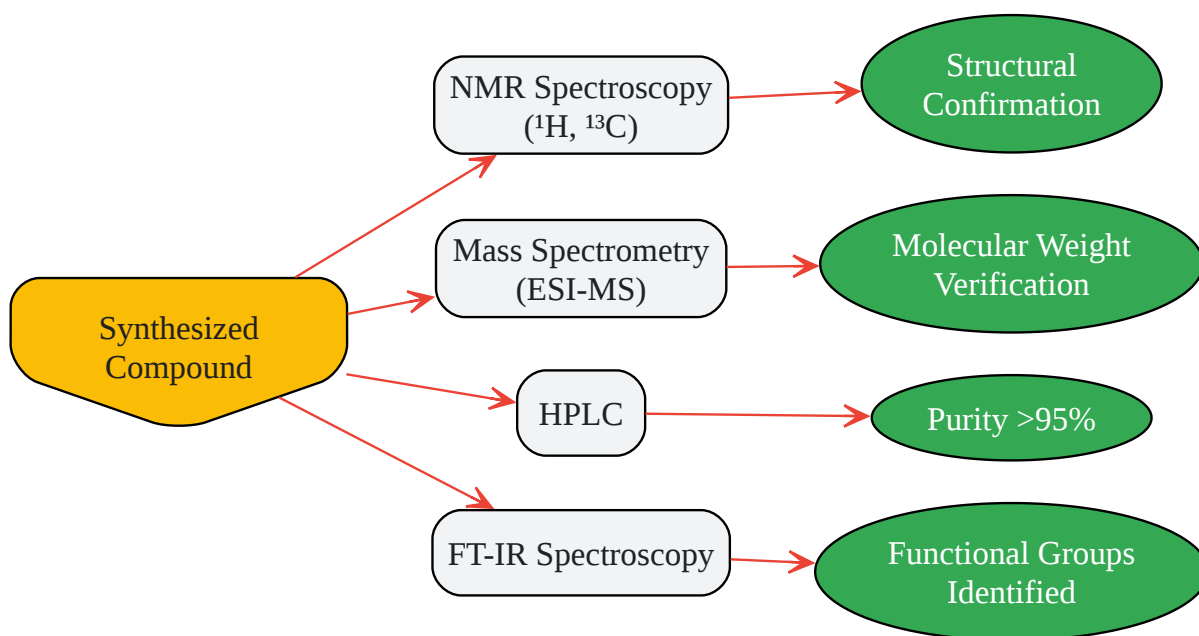 NMR Spectroscopy
(¹H, ¹³C)
Structural
Confirmation
Mass Spectrometry
(ESI-MS)
Molecular Weight
Verification
Synthesized
Compound
HPLC
Purity >95%
FT-IR Spectroscopy
Functional Groups
Identified